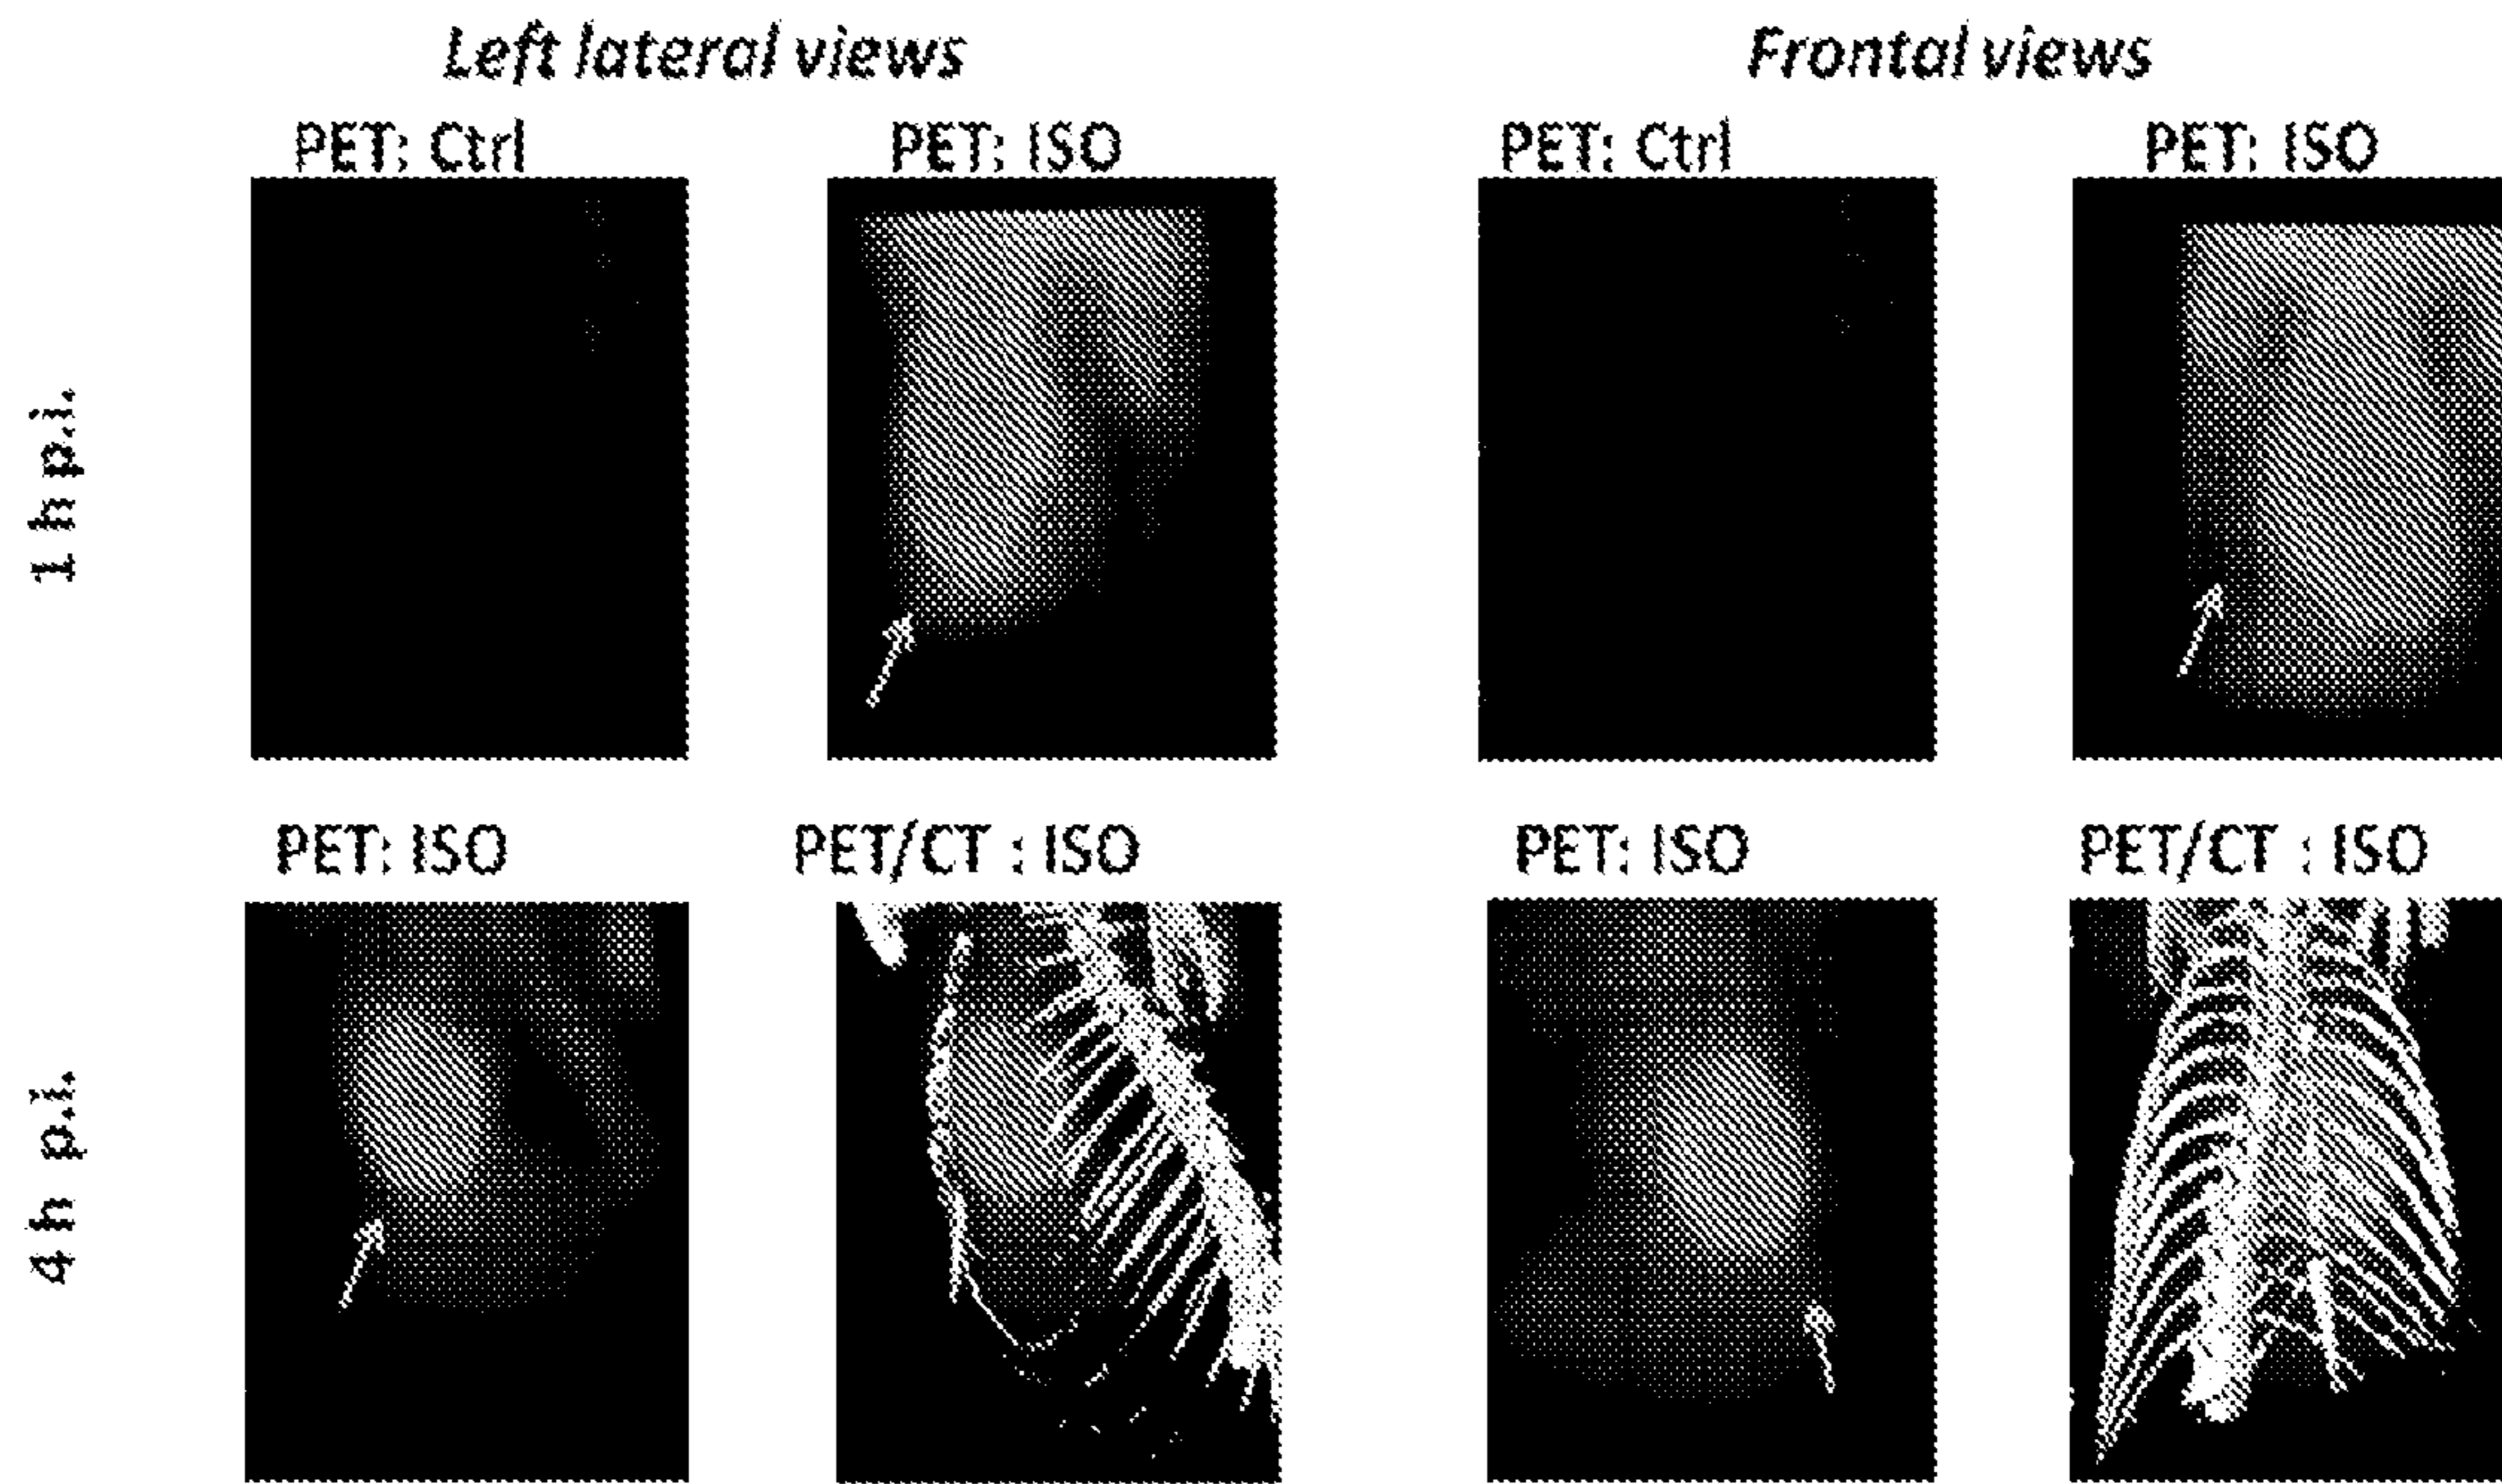 Left lateral views Frontal views
PET: Ctrl PET: ISO PET: Ctrl PET: ISO
1 h p.i.
PET: ISO PET/CT : ISO PET: ISO PET/CT : ISO
4 h p.i.